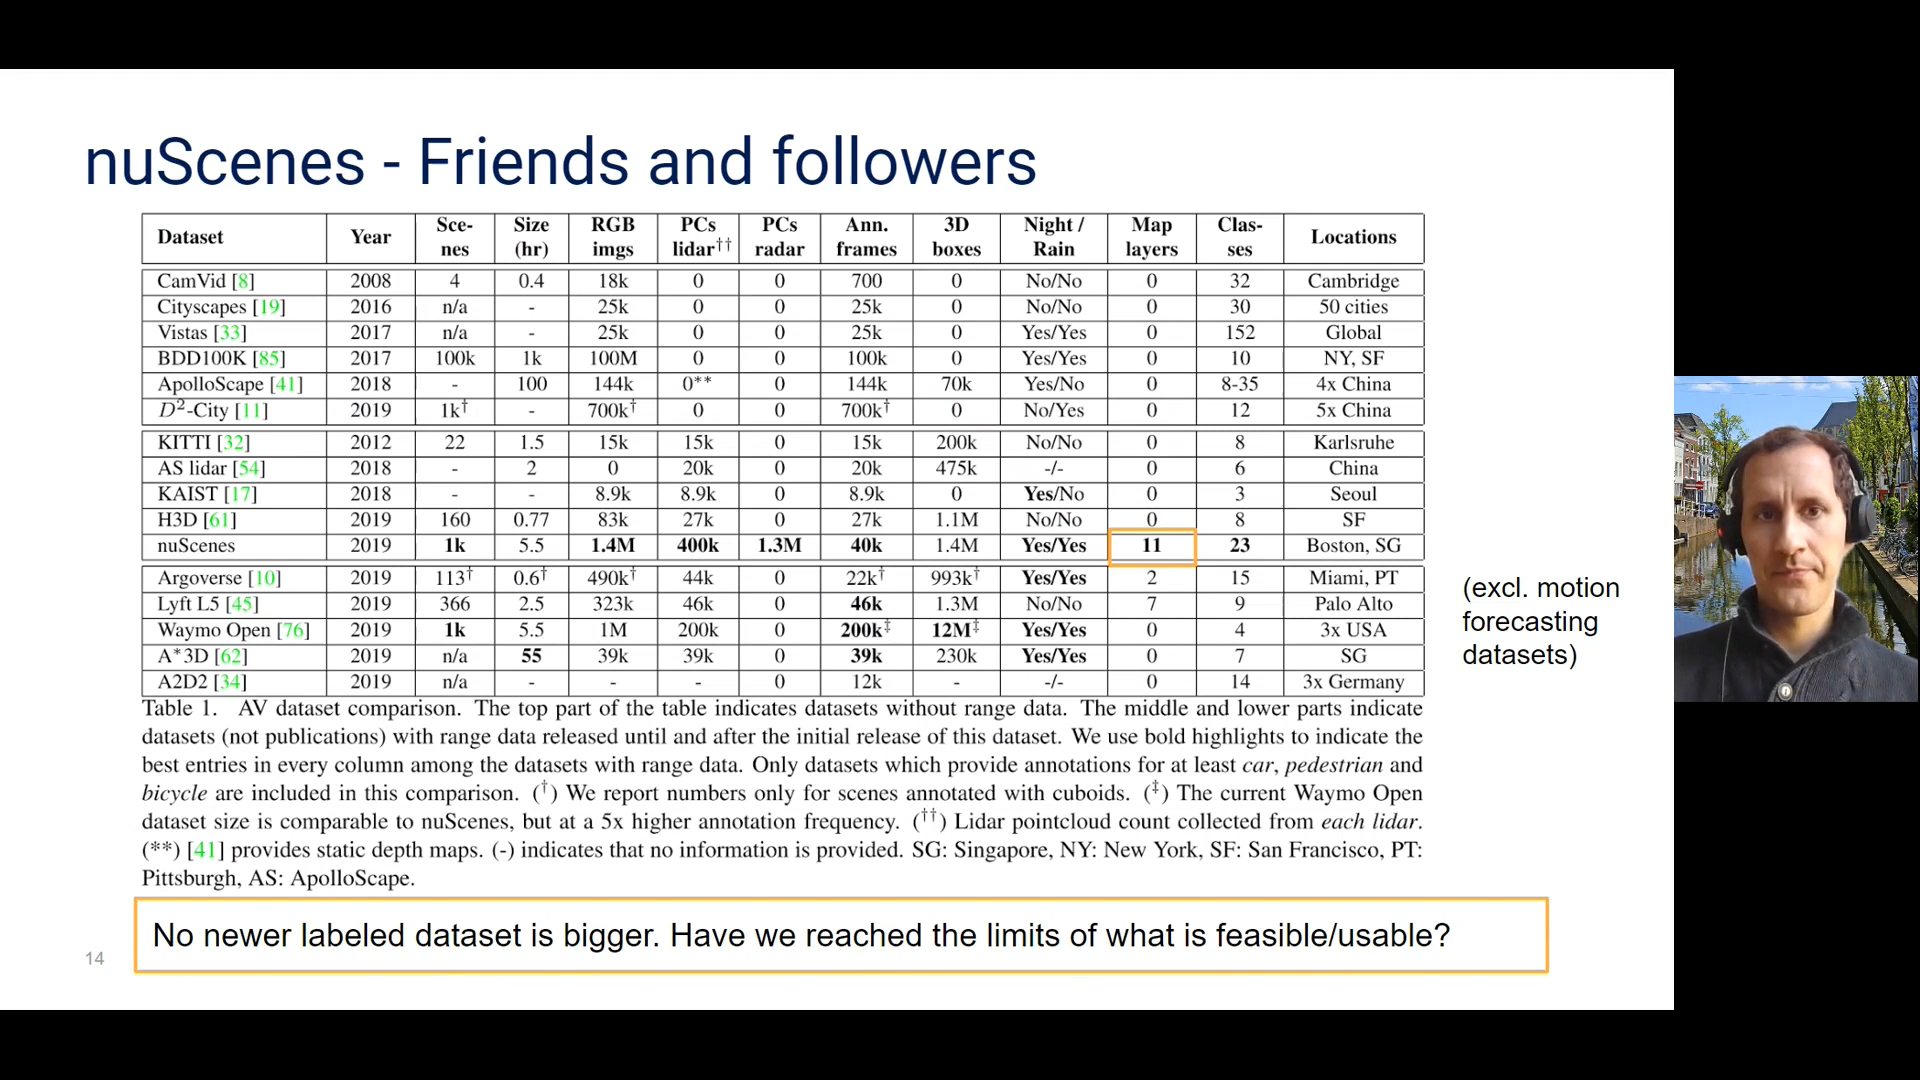 nuScenes - Friends and followers
Dataset Year Sce- nes Size (hr) RGB imgs PCs lidar†† PCs radar Ann. frames 3D boxes Night / Rain Map layers Clas- ses Locations
CamVid [8] 2008 4 0.4 18k 0 0 700 0 No/No 0 32 Cambridge
Cityscapes [19] 2016 n/a - 25k 0 0 25k 0 No/No 0 30 50 cities
Vistas [33] 2017 n/a - 25k 0 0 25k 0 Yes/Yes 0 152 Global
BDD100K [85] 2017 100k 1k 100M 0 0 100k 0 Yes/Yes 0 10 NY, SF
ApolloScape [41] 2018 - 100 144k 0** 0 144k 70k Yes/No 0 8-35 4x China
D²-City [11] 2019 1k† - 700k† 0 0 700k† 0 No/Yes 0 12 5x China
KITTI [32] 2012 22 1.5 15k 15k 0 15k 200k No/No 0 8 Karlsruhe
AS lidar [54] 2018 - 2 0 20k 0 20k 475k -/- 0 6 China
KAIST [17] 2018 - - 8.9k 8.9k 0 8.9k 0 Yes/No 0 3 Seoul
H3D [61] 2019 160 0.77 83k 27k 0 27k 1.1M No/No 0 8 SF
nuScenes 2019 1k 5.5 1.4M 400k 1.3M 40k 1.4M Yes/Yes 11 23 Boston, SG
Argoverse [10] 2019 113† 0.6† 490k† 44k 0 22k† 993k† Yes/Yes 2 15 Miami, PT
Lyft L5 [45] 2019 366 2.5 323k 46k 0 46k 1.3M No/No 7 9 Palo Alto
Waymo Open [76] 2019 1k 5.5 1M 200k 0 200k‡ 12M‡ Yes/Yes 0 4 3x USA
A*3D [62] 2019 n/a 55 39k 39k 0 39k 230k Yes/Yes 0 7 SG
A2D2 [34] 2019 n/a - - - 0 12k - -/- 0 14 3x Germany
(excl. motion
forecasting
datasets)
Table 1. AV dataset comparison. The top part of the table indicates datasets without range data. The middle and lower parts indicate
datasets (not publications) with range data released until and after the initial release of this dataset. We use bold highlights to indicate the
best entries in every column among the datasets with range data. Only datasets which provide annotations for at least car, pedestrian and
bicycle are included in this comparison. (†) We report numbers only for scenes annotated with cuboids. (‡) The current Waymo Open
dataset size is comparable to nuScenes, but at a 5x higher annotation frequency. (††) Lidar pointcloud count collected from each lidar.
(**) [41] provides static depth maps. (-) indicates that no information is provided. SG: Singapore, NY: New York, SF: San Francisco, PT:
Pittsburgh, AS: ApolloScape.
No newer labeled dataset is bigger. Have we reached the limits of what is feasible/usable?
14